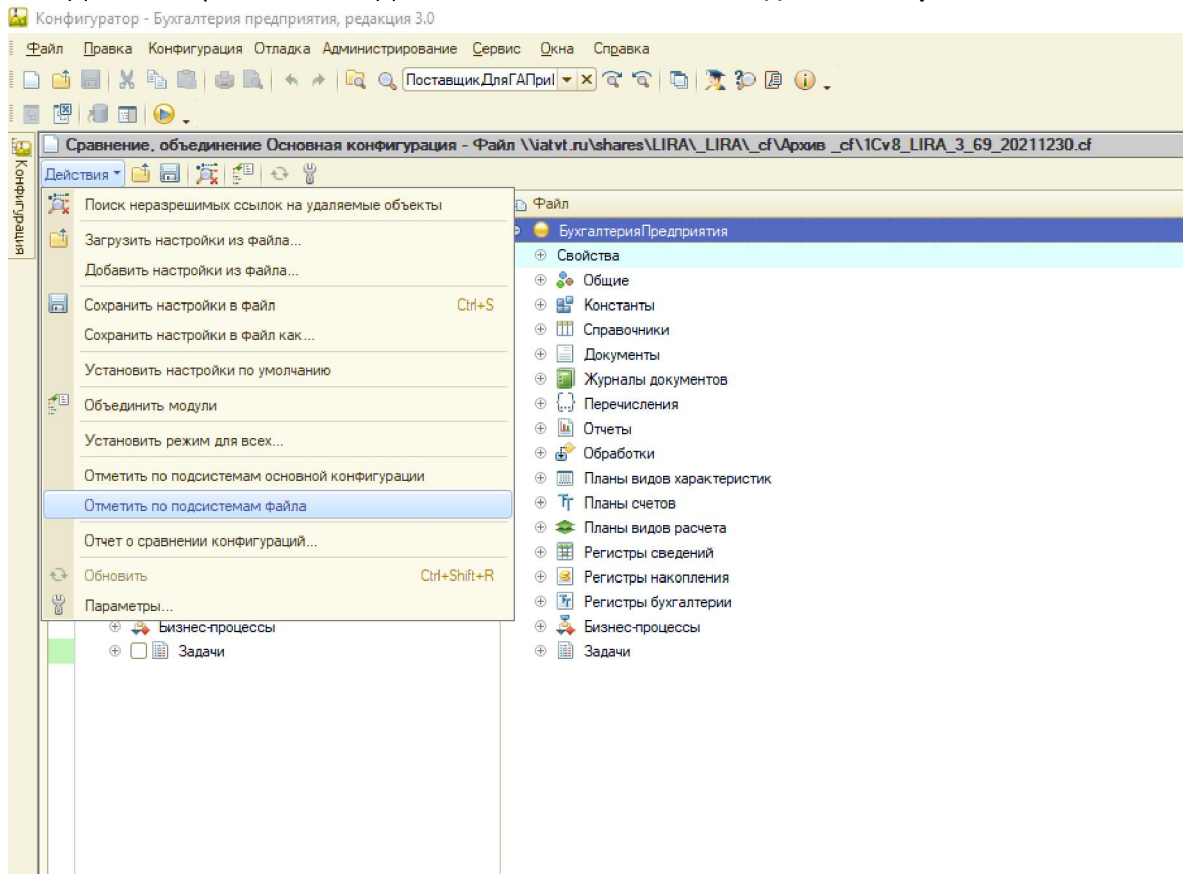 Конфигуратор - Бухгалтерия предприятия, редакция 3.0
Файл Правка Конфигурация Отладка Администрирование Сервис Окна Справка
ПоставщикДляГАПриl
Сравнение, объединение Основная конфигурация - Файл \\iatvt.ru\shares\LIRA\_LIRA\_cf\Архив _cf\1Cv8_LIRA_3_69_20211230.cf
Конфигурация
Действия
Поиск неразрешимых ссылок на удаляемые объекты
Загрузить настройки из файла...
Добавить настройки из файла...
Сохранить настройки в файл Ctrl+S
Сохранить настройки в файл как...
Установить настройки по умолчанию
Объединить модули
Установить режим для всех...
Отметить по подсистемам основной конфигурации
Отметить по подсистемам файла
Отчет о сравнении конфигураций...
Обновить Ctrl+Shift+R
Параметры...
Бизнес-процессы
Задачи
Файл
БухгалтерияПредприятия
Свойства
Общие
Константы
Справочники
Документы
Журналы документов
Перечисления
Отчеты
Обработки
Планы видов характеристик
Планы счетов
Планы видов расчета
Регистры сведений
Регистры накопления
Регистры бухгалтерии
Бизнес-процессы
Задачи